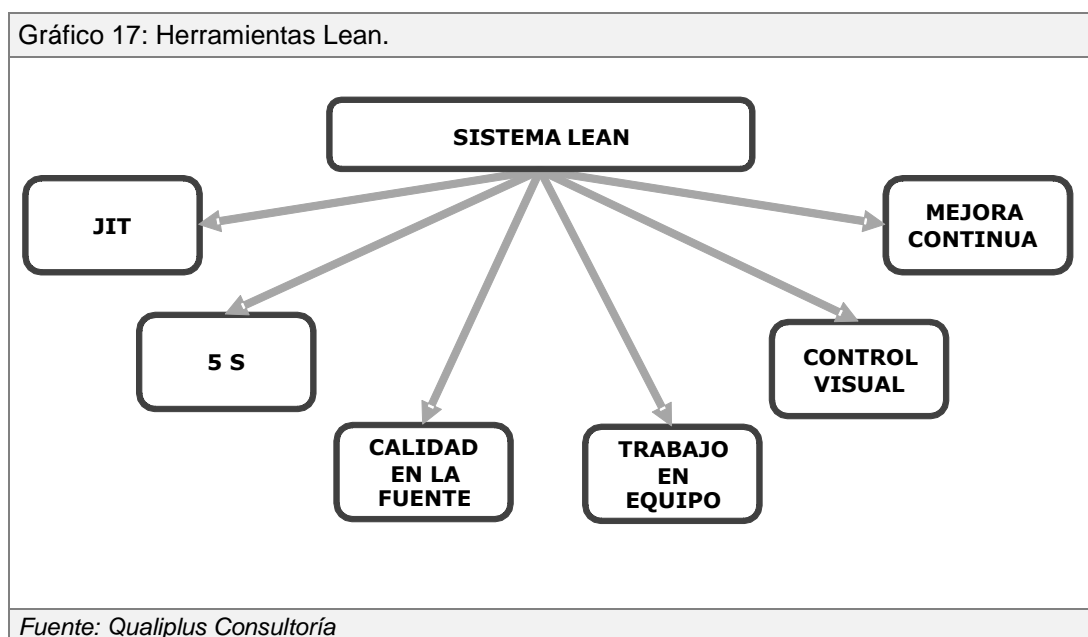 Gráfico 17: Herramientas Lean.
SISTEMA LEAN
JIT
MEJORA
CONTINUA
5 S
CONTROL
VISUAL
CALIDAD
EN LA
FUENTE
TRABAJO
EN
EQUIPO
Fuente: Qualiplus Consultoría